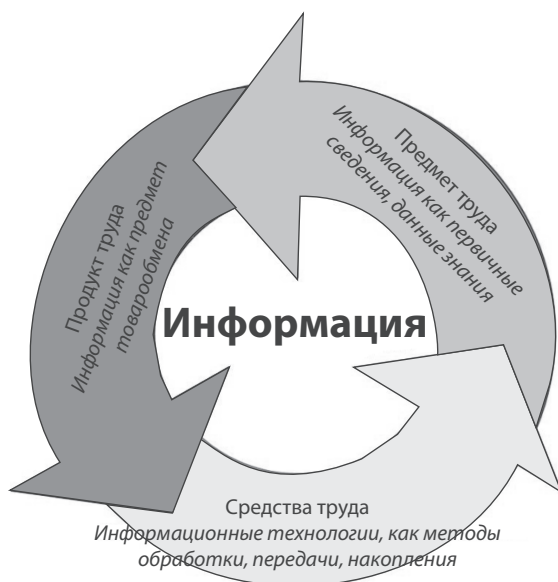 Предмет труда
Информация как первичные
сведения, данные знания
Продукт труда
Информация как предмет
товарообмена
Информация
Средства труда
Информационные технологии, как методы
обработки, передачи, накопления